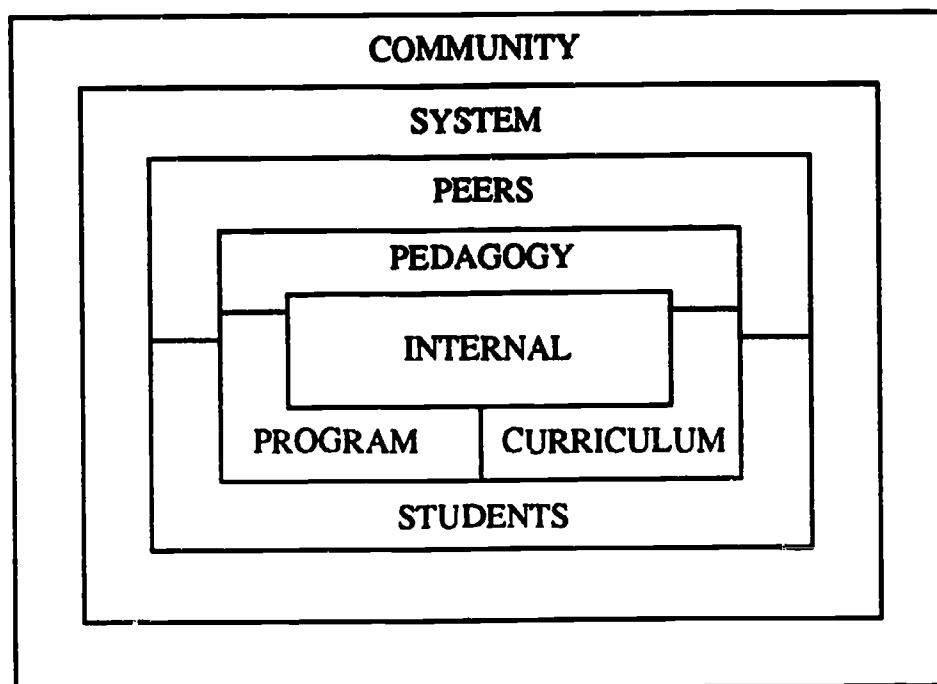 COMMUNITY
SYSTEM
PEERS
PEDAGOGY
INTERNAL
PROGRAM CURRICULUM
STUDENTS